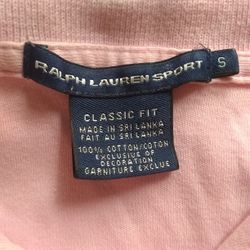 RALPH LAUREN SPORT
S
CLASSIC FIT
MADE IN SRI LANKA
FAIT AU SRI LANKA
100% COTTON/COTON
EXCLUSIVE OF
DECORATION
GARNITURE EXCLUE